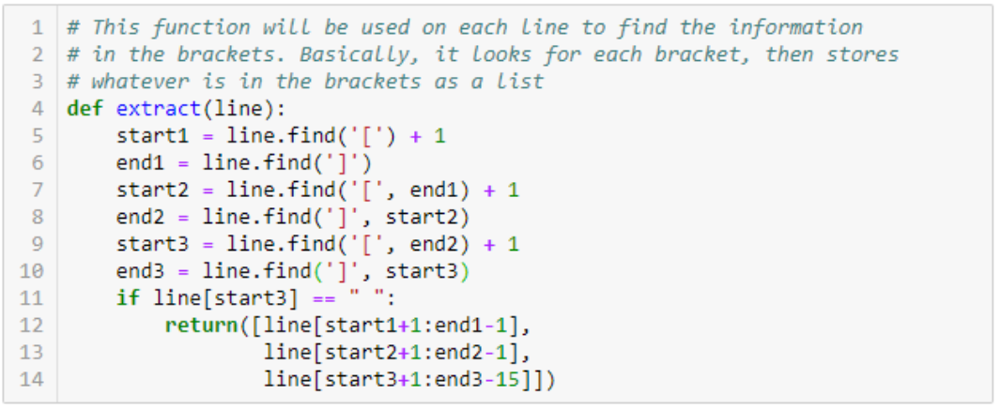 1 # This function will be used on each line to find the information
2 # in the brackets. Basically, it looks for each bracket, then stores
3 # whatever is in the brackets as a list
4 def extract(line):
5     start1 = line.find('[') + 1
6     end1 = line.find(']')
7     start2 = line.find('[', end1) + 1
8     end2 = line.find(']', start2)
9     start3 = line.find('[', end2) + 1
10     end3 = line.find(']', start3)
11     if line[start3] == " ":
12         return([line[start1+1:end1-1],
13                 line[start2+1:end2-1],
14                 line[start3+1:end3-15]])